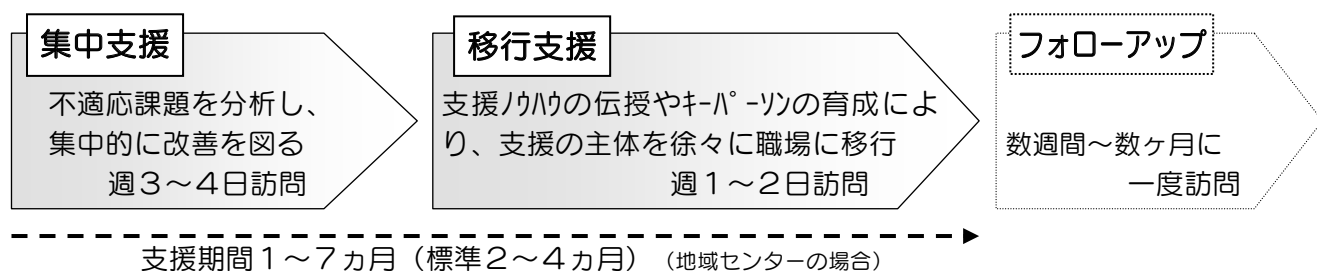 集中支援
不適応課題を分析し、
集中的に改善を図る
週３～４日訪問
移行支援
支援ﾉｳﾊｳの伝授やｷｰﾊﾟｰｿﾝの育成によ
り、支援の主体を徐々に職場に移行
週１～２日訪問
フォローアップ
数週間～数ヶ月に
一度訪問
支援期間１～７ヵ月（標準２～４ヵ月）（地域センターの場合）